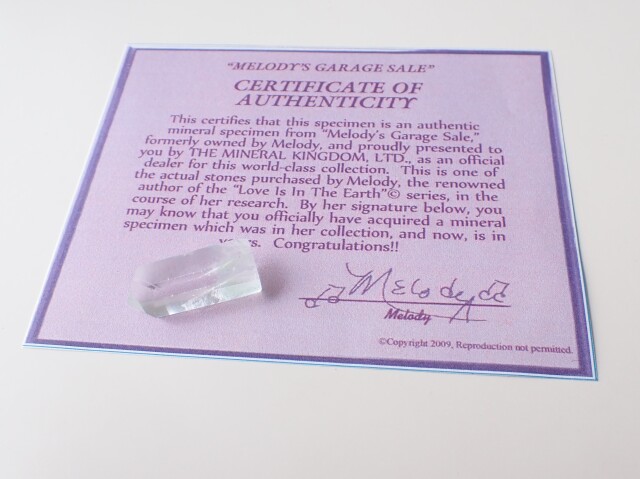 "MELODY'S GARAGE SALE"
CERTIFICATE OF
AUTHENTICITY
This certifies that this specimen is an authentic
mineral specimen from "Melody's Garage Sale,"
formerly owned by Melody, and proudly presented to
you by THE MINERAL KINGDOM, LTD., as an official
dealer for this world-class collection. This is one of
the actual stones purchased by Melody, the renowned
author of the "Love Is In The Earth"© series, in the
course of her research. By her signature below, you
may know that you officially have acquired a mineral
specimen which was in her collection, and now, is in
Congratulations!!
Melody
Melody
©Copyright 2009, Reproduction not permitted.